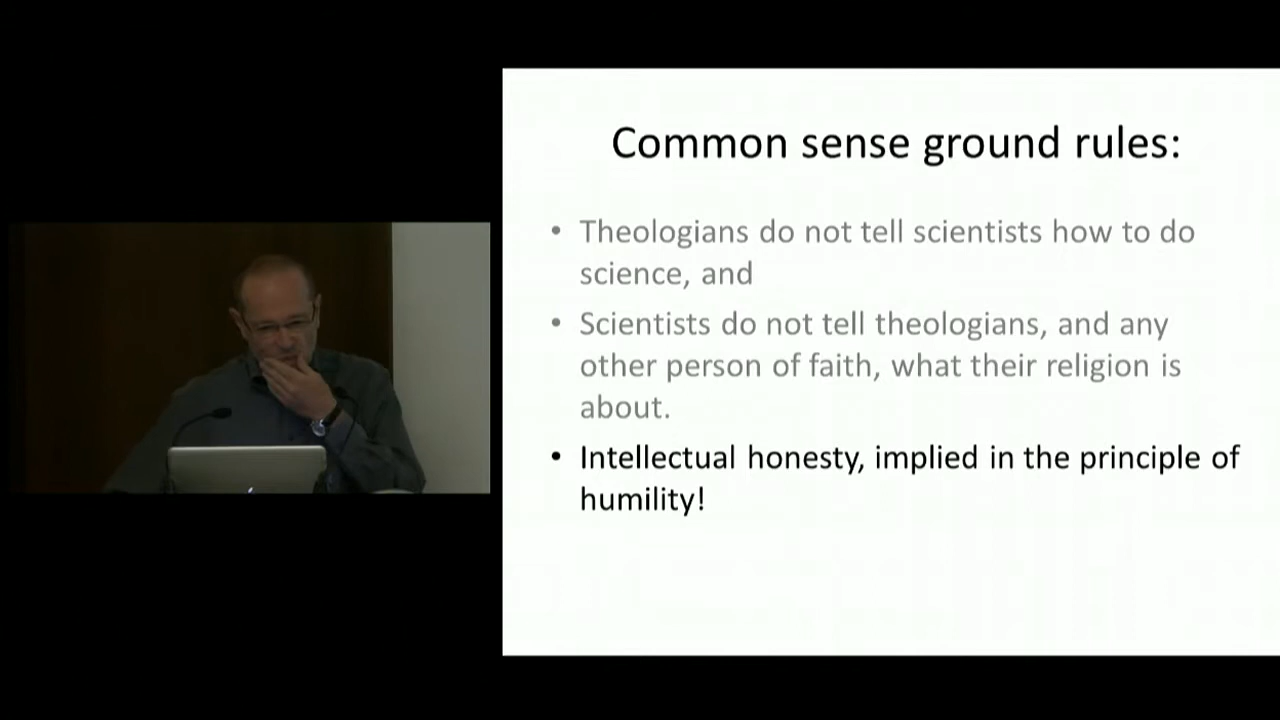 Common sense ground rules:
• Theologians do not tell scientists how to do
science, and
• Scientists do not tell theologians, and any
other person of faith, what their religion is
about.
• Intellectual honesty, implied in the principle of
humility!